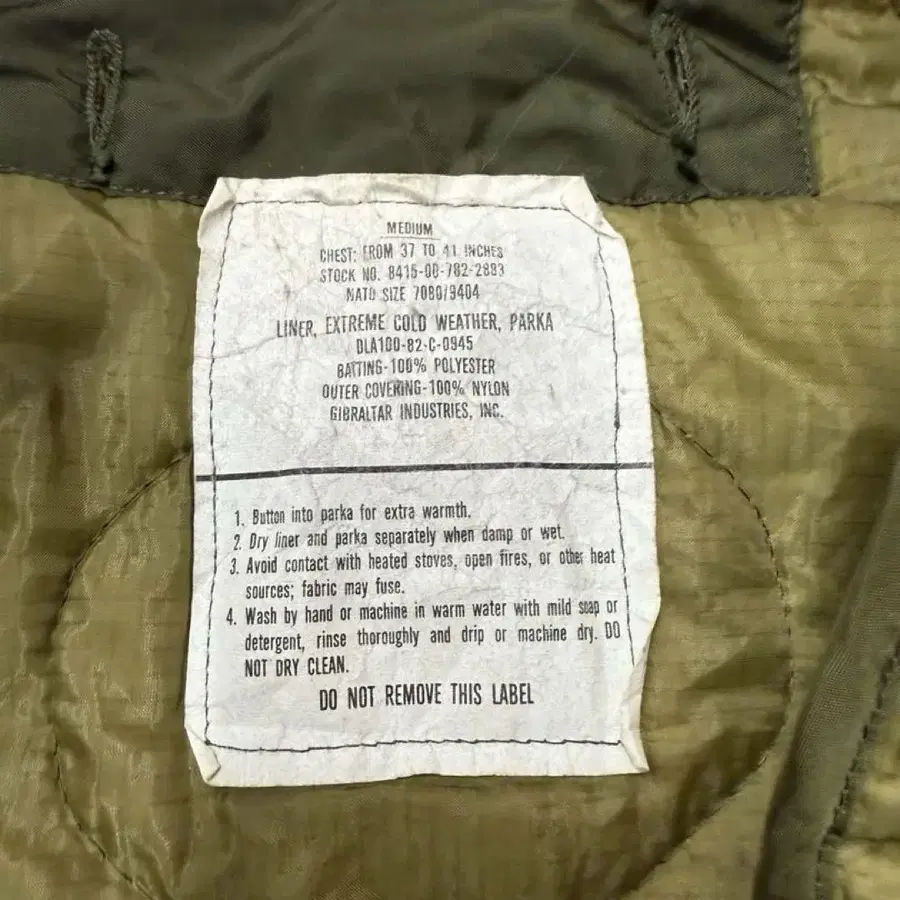 MEDIUM
CHEST: FROM 37 TO 41 INCHES
STOCK NO. 8415-00-782-2883
NATO SIZE 7080/9404
LINER, EXTREME COLD WEATHER, PARKA
DLA100-82-C-0945
BATTING-100% POLYESTER
OUTER COVERING-100% NYLON
GIBRALTAR INDUSTRIES, INC.
1. Button into parka for extra warmth.
2. Dry liner and parka separately when damp or wet.
3. Avoid contact with heated stoves, open fires, or other heat
sources; fabric may fuse.
4. Wash by hand or machine in warm water with mild soap or
detergent, rinse thoroughly and drip or machine dry. DO
NOT DRY CLEAN.
DO NOT REMOVE THIS LABEL